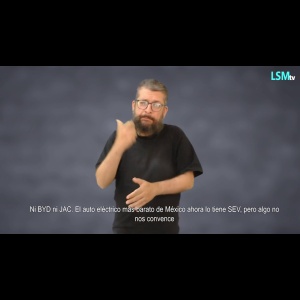 LSMtv
Ni BYD ni JAC. El auto eléctrico más barato de México ahora lo tiene SEV, pero algo no
nos convence